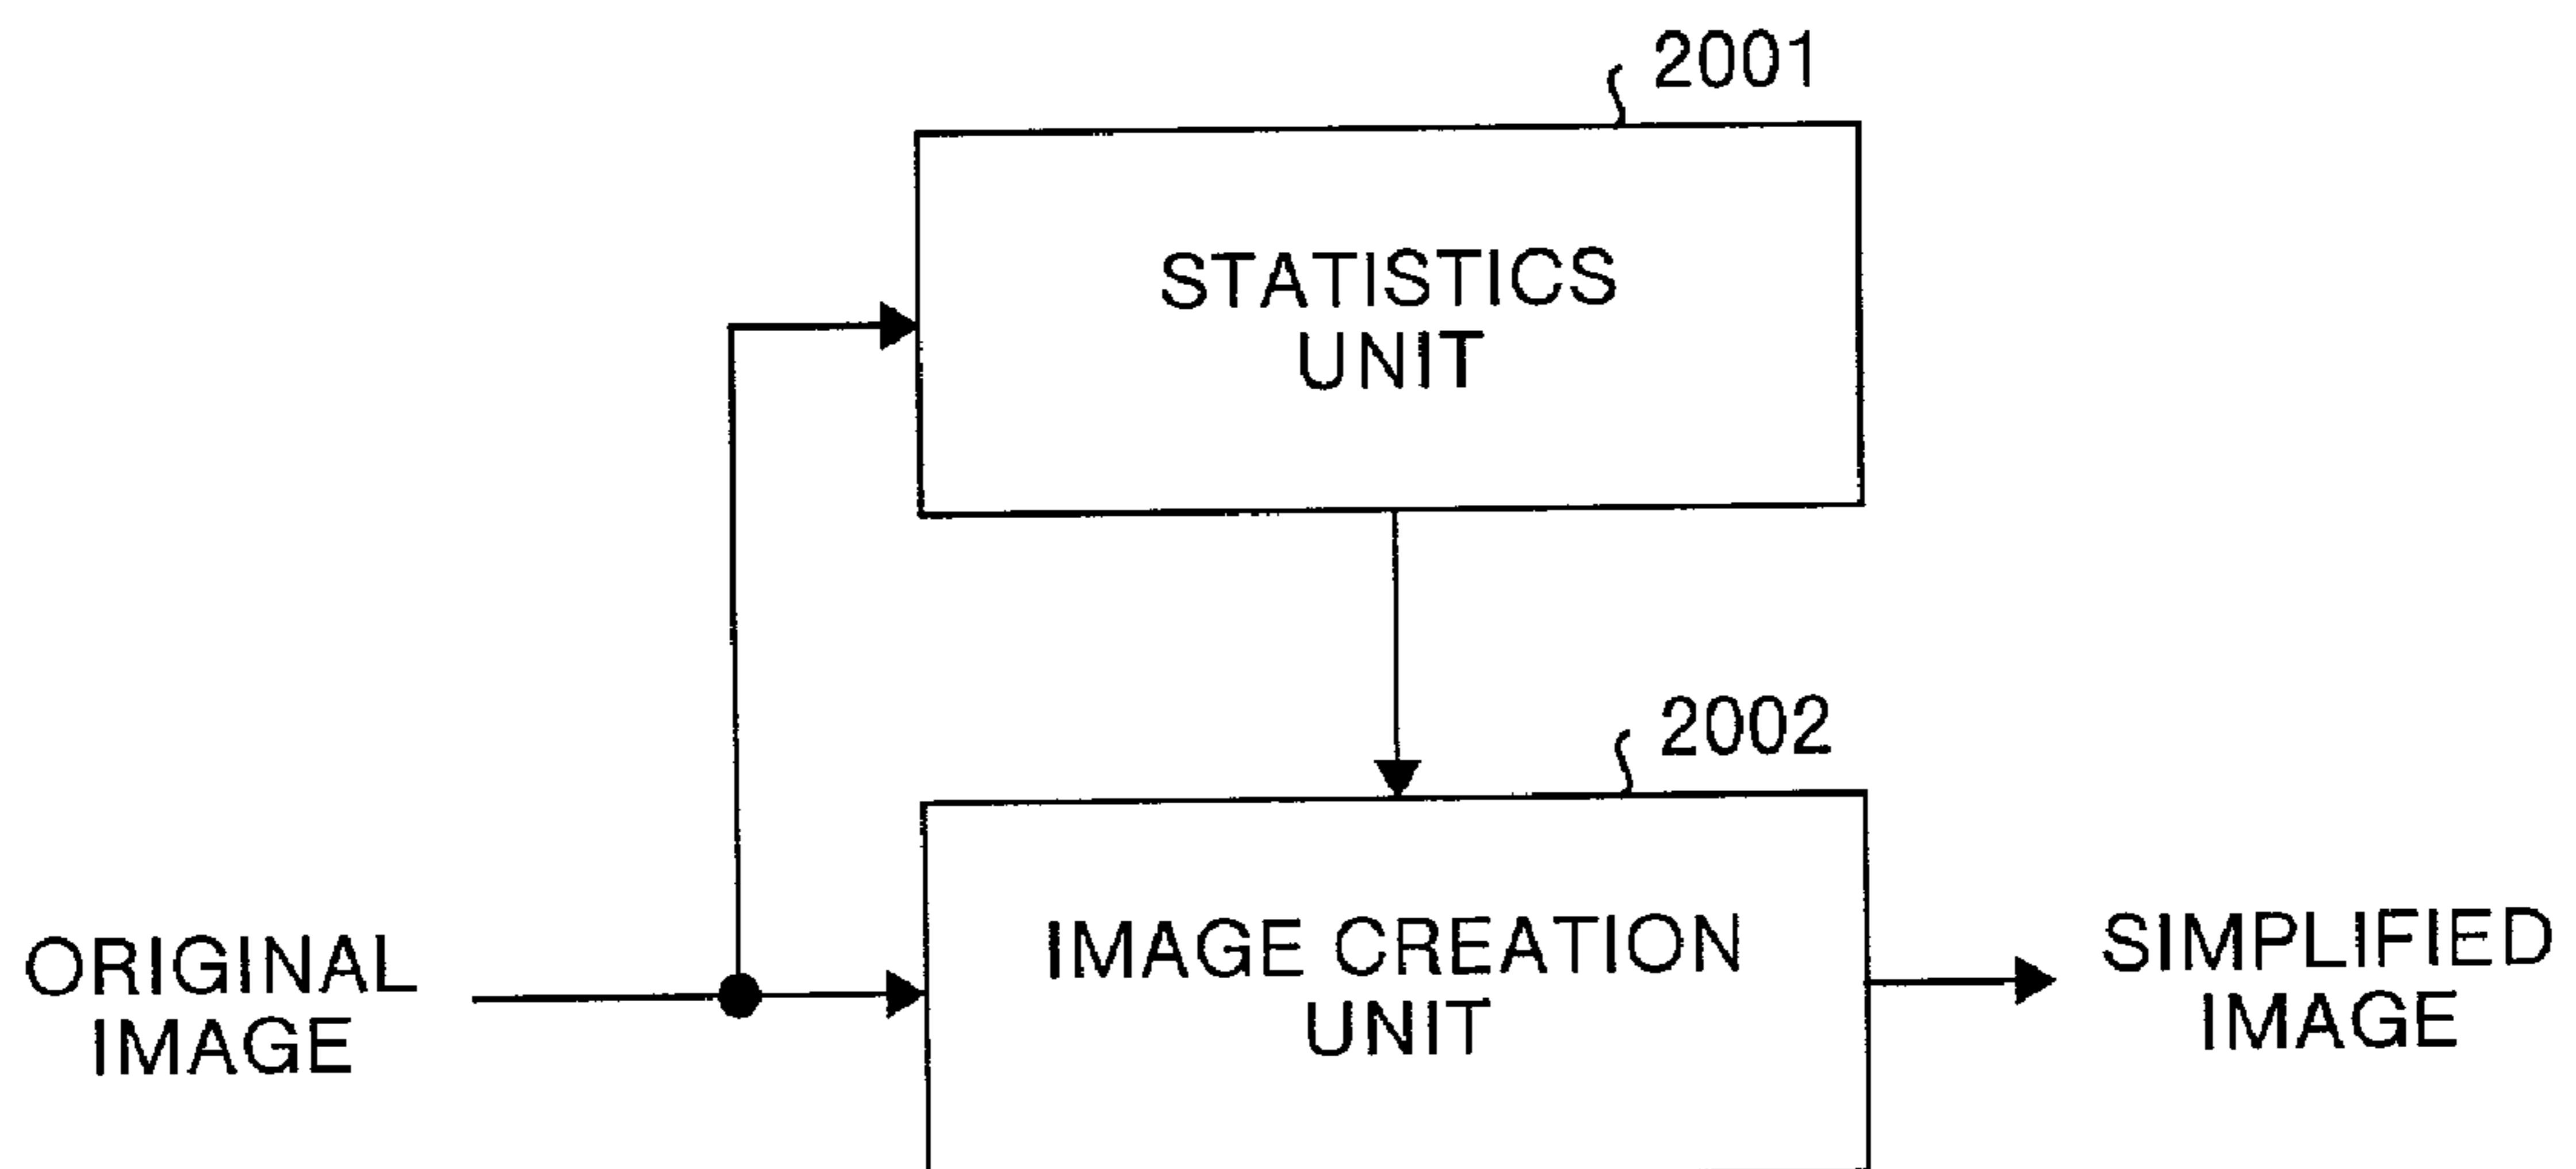 2001
STATISTICS
UNIT
2002
ORIGINAL
IMAGE
IMAGE CREATION
UNIT
SIMPLIFIED
IMAGE